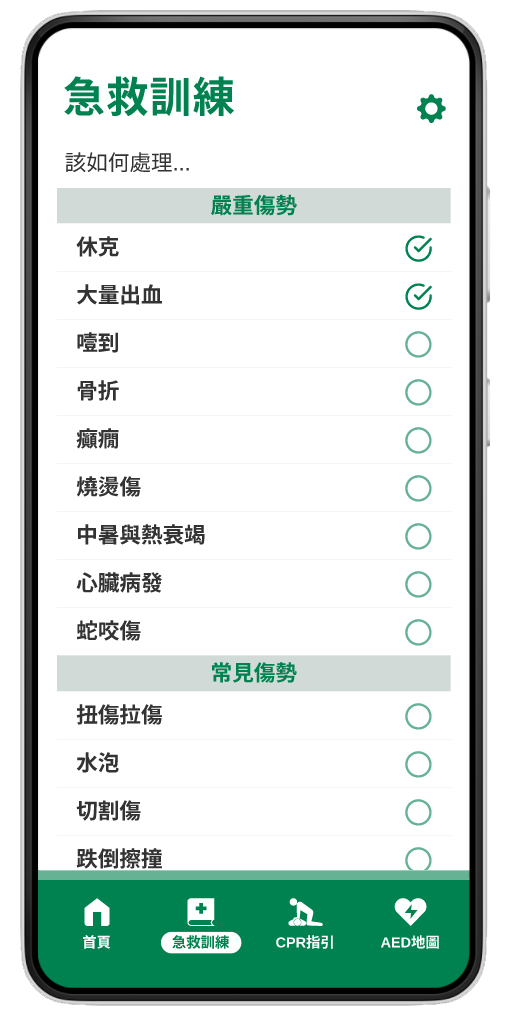 急救訓練
該如何處理...
嚴重傷勢
休克
大量出血
噎到
骨折
癲癇
燒燙傷
中暑與熱衰竭
心臟病發
蛇咬傷
常見傷勢
扭傷拉傷
水泡
切割傷
跌倒擦撞
首頁
急救訓練
CPR指引
AED地圖